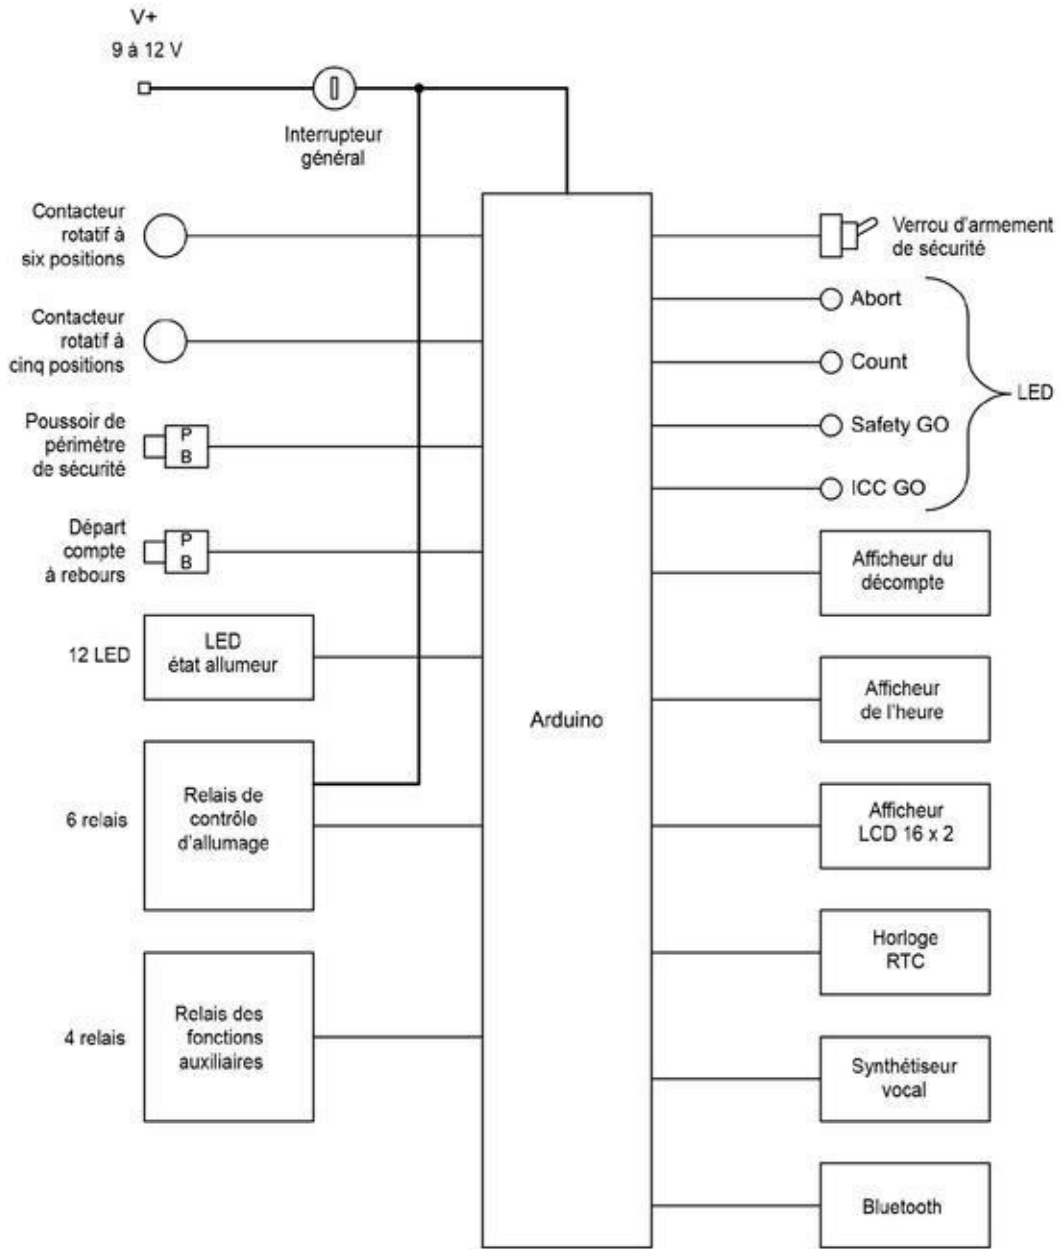 V+
9 à 12 V
Interrupteur
général
Contacteur
rotatif à
six positions
Contacteur
rotatif à
cinq positions
Poussoir de
périmètre
de sécurité
P
B
Départ
compte
à rebours
P
B
12 LED
LED
état allumeur
6 relais
Relais de
contrôle
d'allumage
4 relais
Relais des
fonctions
auxiliaires
Arduino
Verrou d'armement
de sécurité
Abort
Count
Safety GO
ICC GO
LED
Afficheur du
décompte
Afficheur
de l'heure
Afficheur
LCD 16 x 2
Horloge
RTC
Synthétiseur
vocal
Bluetooth